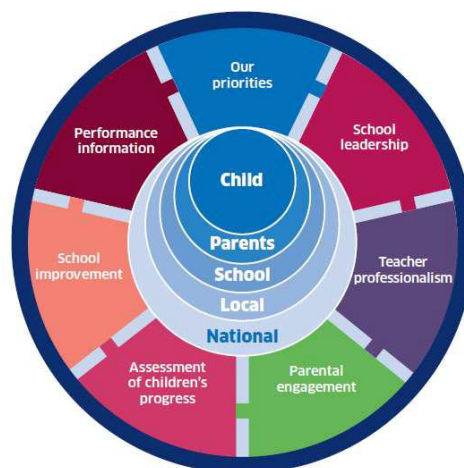 Our
priorities
School
leadership
Teacher
professionalism
Parental
engagement
Assessment
of children's
progress
School
improvement
Performance
information
Child
Parents
School
Local
National